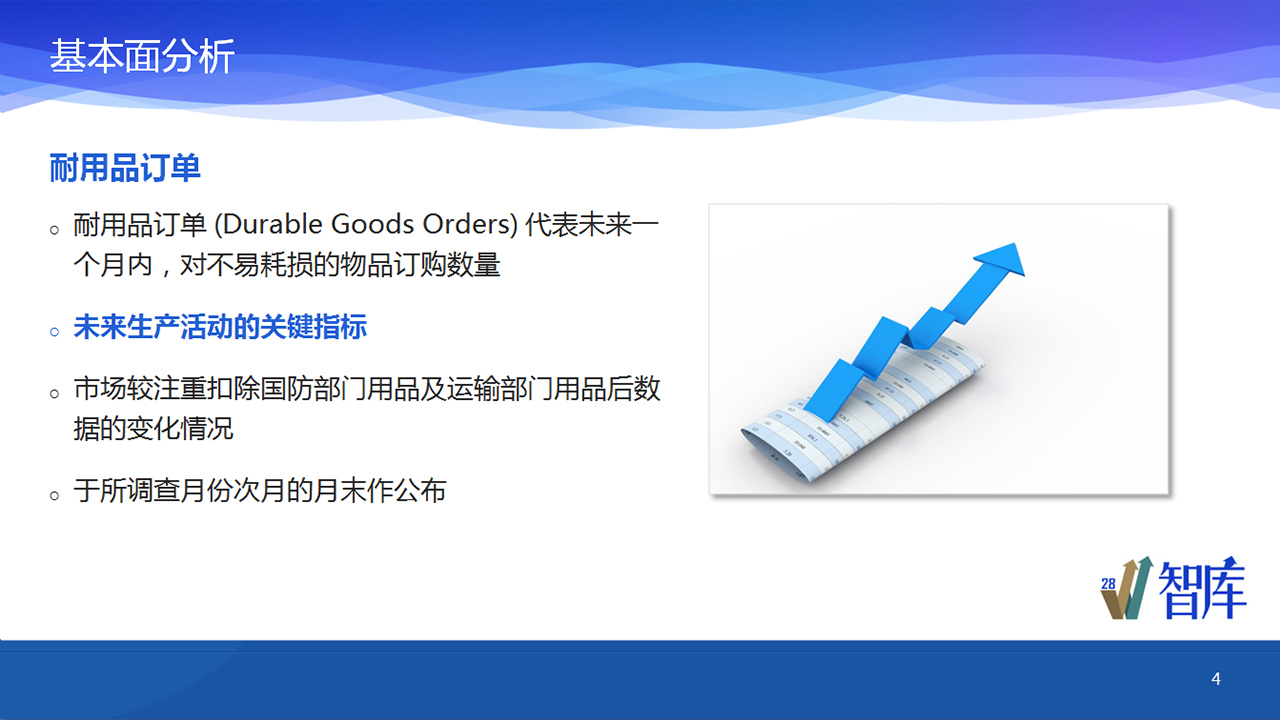 基本面分析
耐用品订单
耐用品订单 (Durable Goods Orders) 代表未来一
个月内，对不易耗损的物品订购数量
未来生产活动的关键指标
市场较注重扣除国防部门用品及运输部门用品后数
据的变化情况
于所调查月份次月的月末作公布
28
智库
4